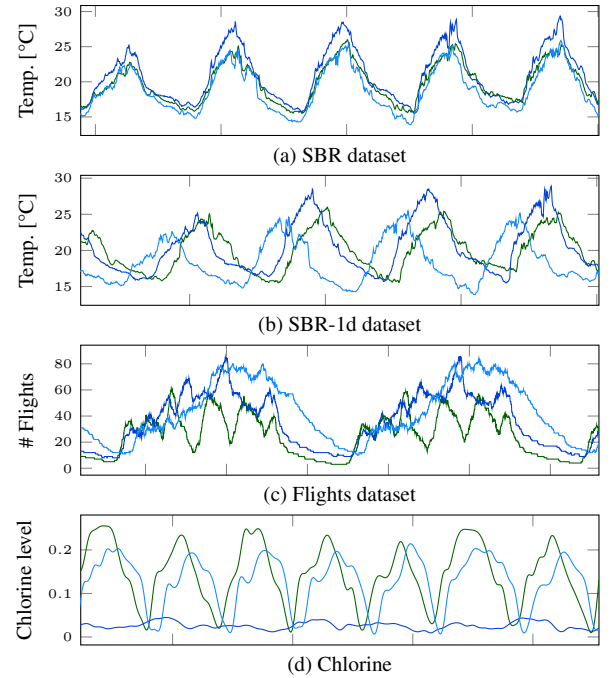 30
25
20
15
Temp. [°C]
(a) SBR dataset
30
25
20
15
Temp. [°C]
(b) SBR-1d dataset
80
60
40
20
0
# Flights
(c) Flights dataset
0.2
0.1
0
Chlorine level
(d) Chlorine